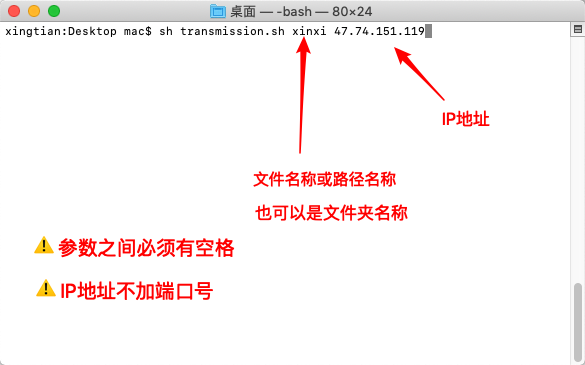 桌面 — -bash — 80×24
xingtian:Desktop mac$ sh transmission.sh xinxi 47.74.151.119
IP地址
文件名称或路径名称
也可以是文件夹名称
参数之间必须有空格
IP地址不加端口号